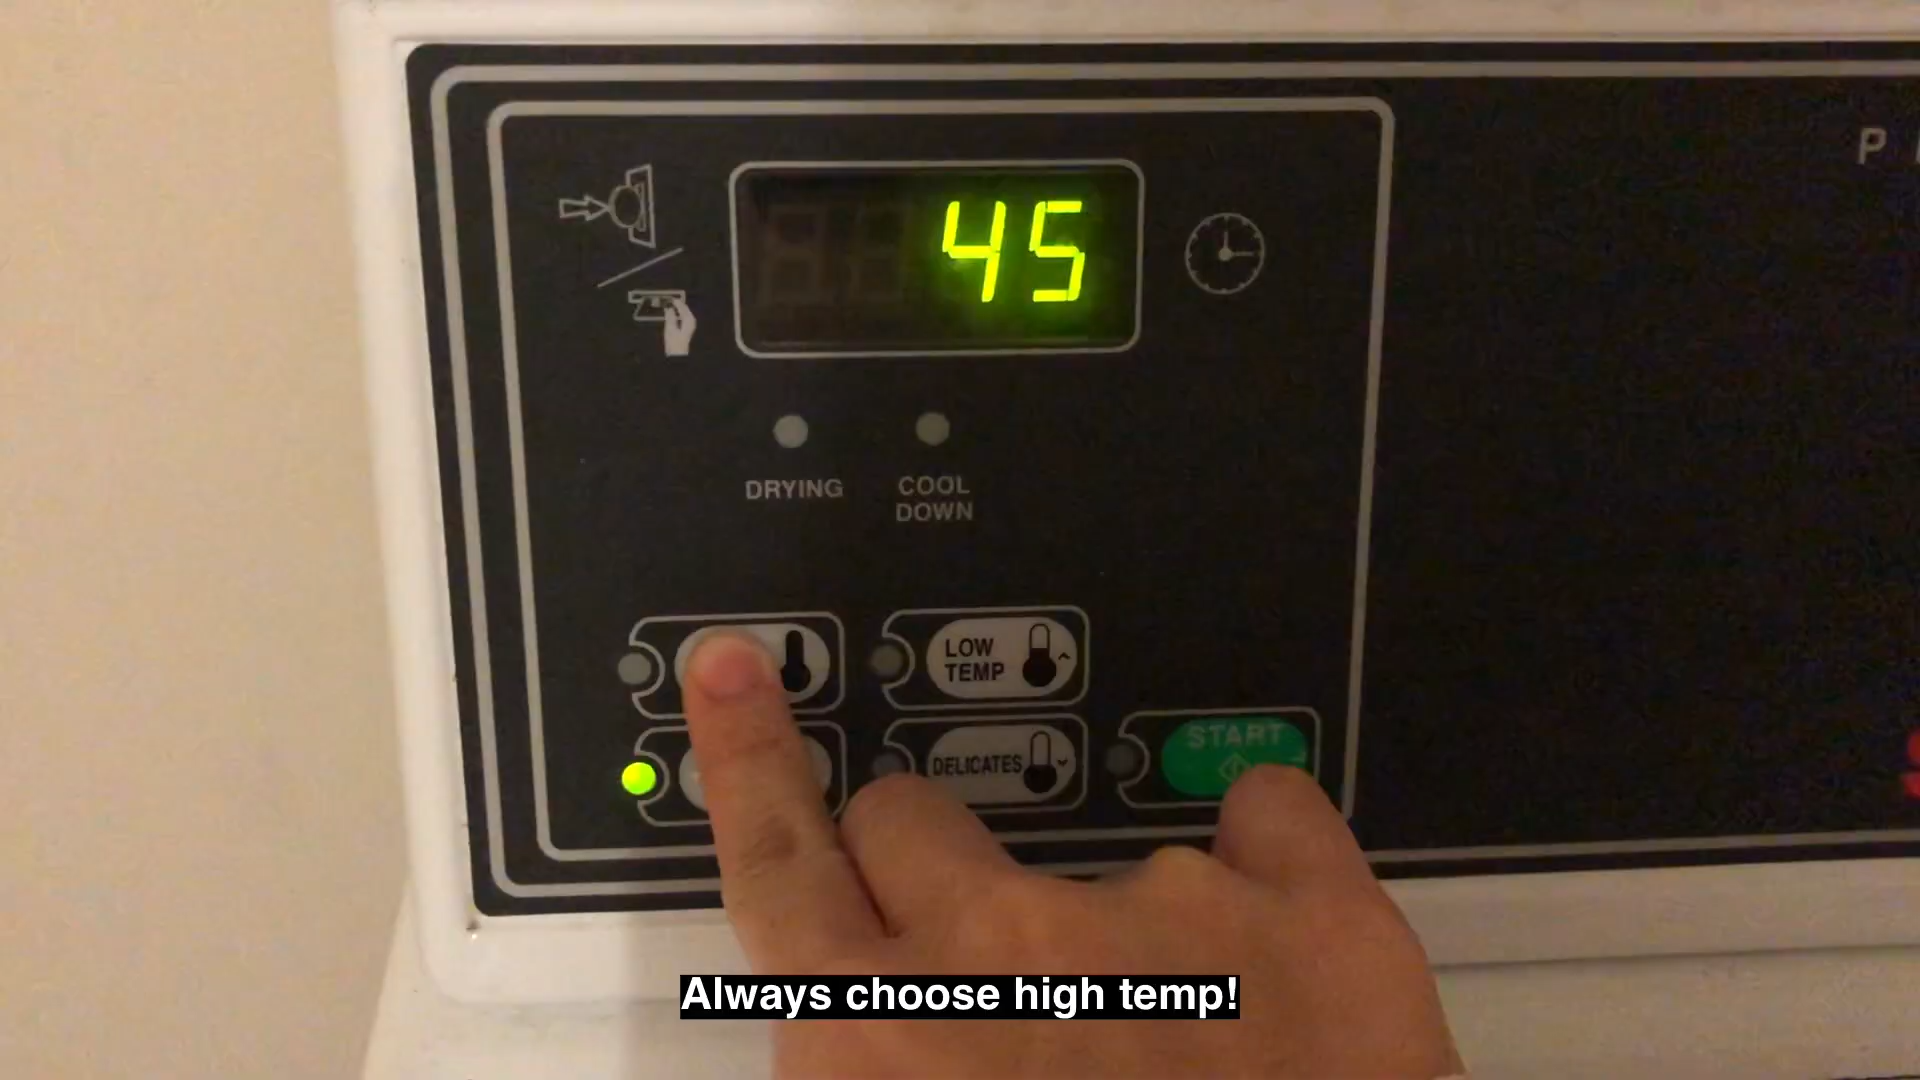 45
DRYING
COOL
DOWN
LOW
TEMP
DELICATES
START
Always choose high temp!